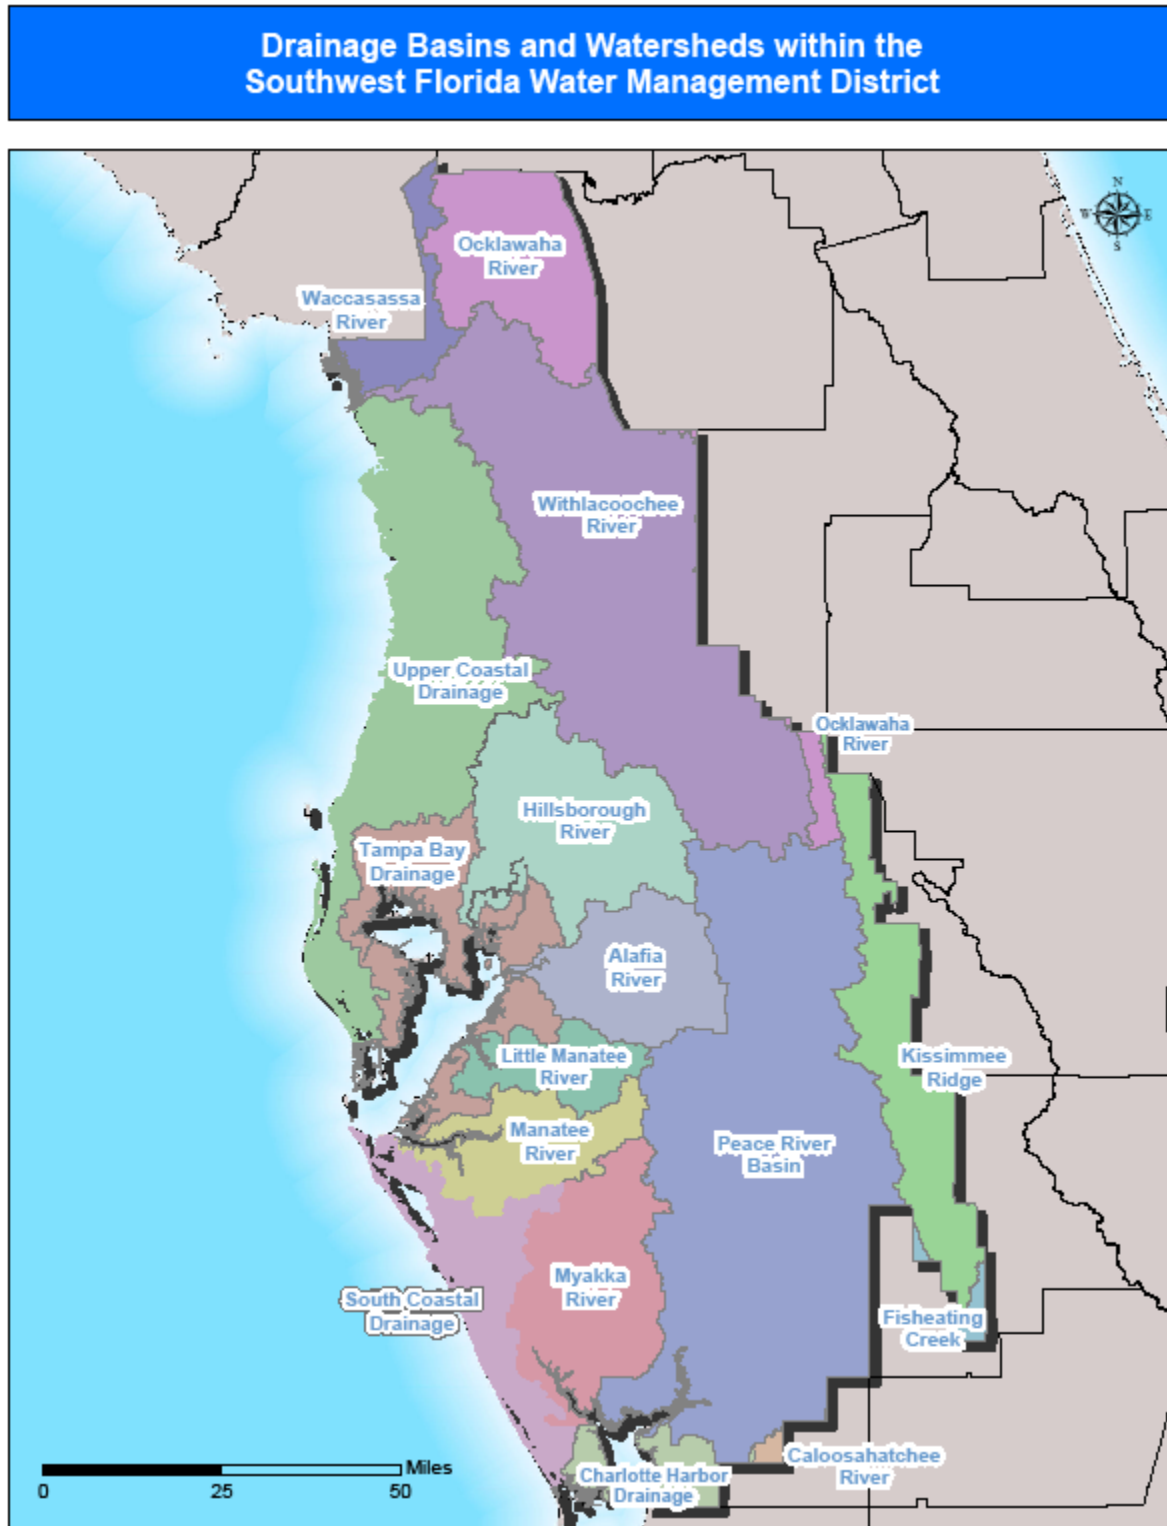 Drainage Basins and Watersheds within the
Southwest Florida Water Management District
N
W E
S
Ocklawaha
River
Waccasassa
River
Withlacoochee
River
Upper Coastal
Drainage
Ocklawaha
River
Hillsborough
River
Tampa Bay
Drainage
Alafia
River
Little Manatee
River
Kissimmee
Ridge
Manatee
River
Peace River
Basin
Myakka
River
South Coastal
Drainage
Fisheating
Creek
Caloosahatchee
River
Charlotte Harbor
Drainage
Miles
0 25 50